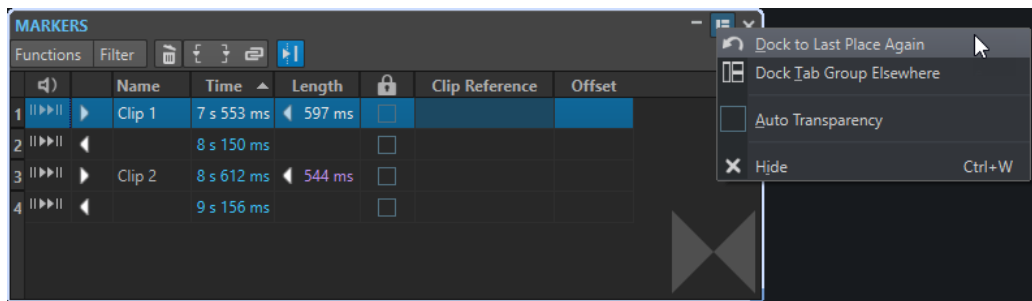 MARKERS
Functions Filter
Name Time Length Clip Reference Offset
1 Clip 1 7 s 553 ms 597 ms
2 8 s 150 ms
3 Clip 2 8 s 612 ms 544 ms
4 9 s 156 ms
Dock to Last Place Again
Dock Tab Group Elsewhere
Auto Transparency
Hide Ctrl+W